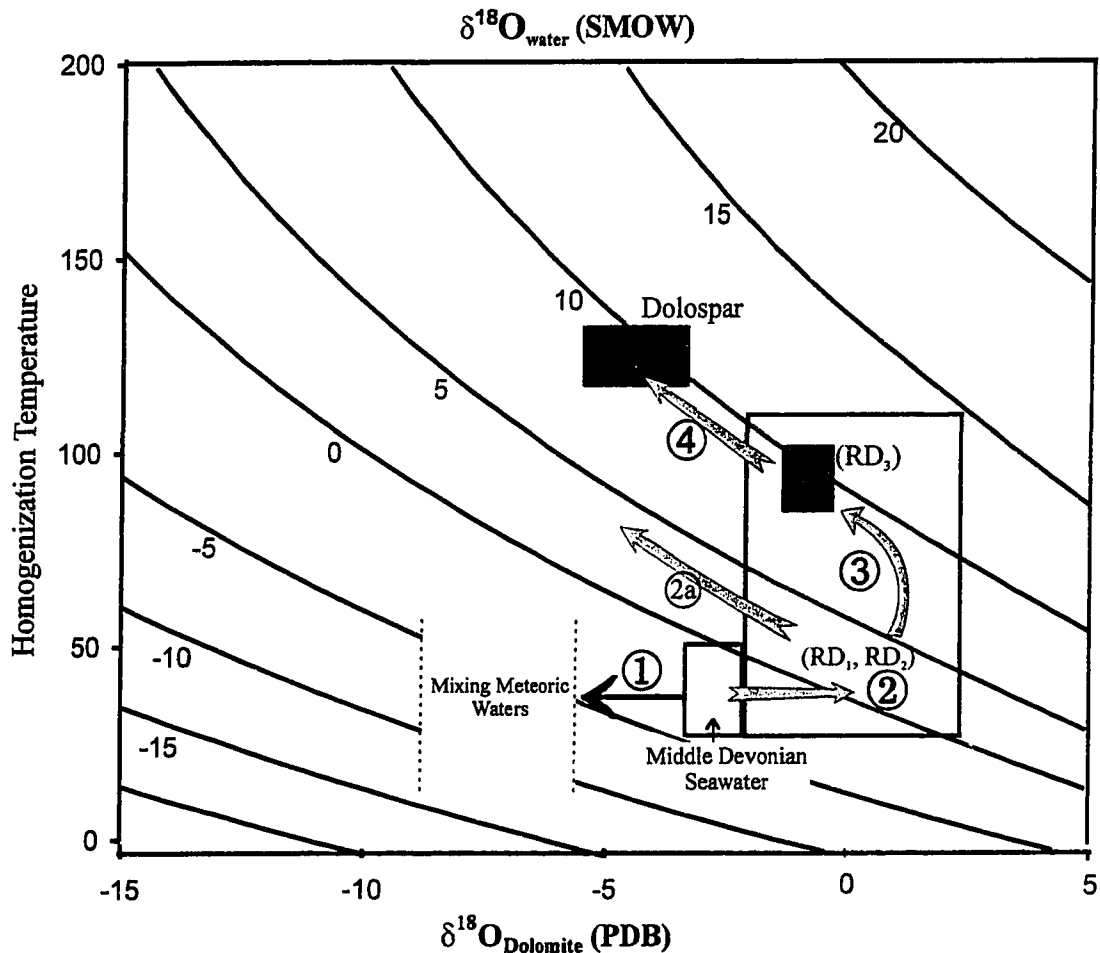 δ18Owater (SMOW)
200
150
100
50
0
Homogenization Temperature
20
15
10
5
0
-5
-10
-15
Dolospar
④
(RD₃)
③
2a
①
(RD₁, RD₂)
②
Mixing Meteoric
Waters
Middle Devonian
Seawater
-15
-10
-5
0
5
δ18ODolomite (PDB)